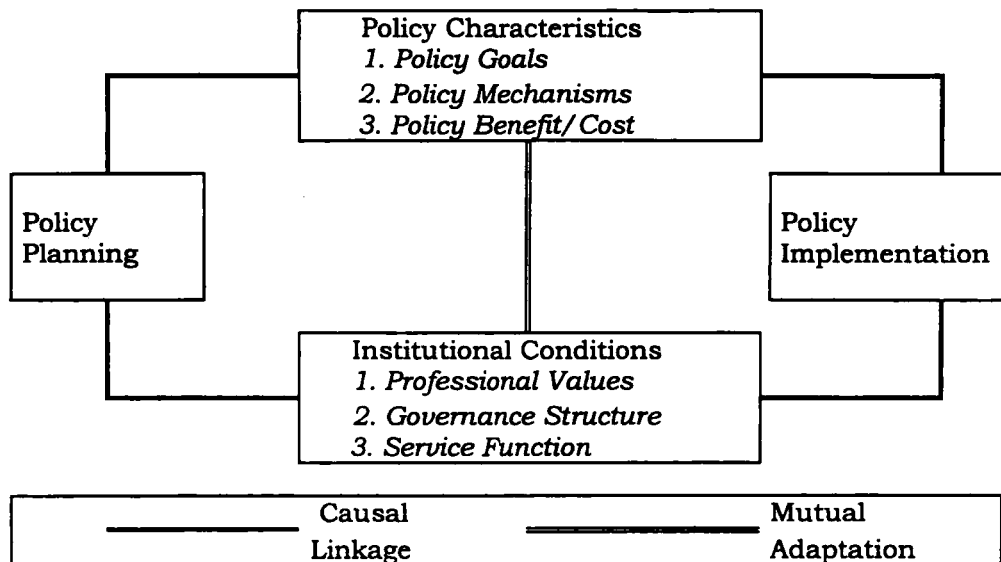 Policy Characteristics
1. Policy Goals
2. Policy Mechanisms
3. Policy Benefit/Cost
Policy
Planning
Policy
Implementation
Institutional Conditions
1. Professional Values
2. Governance Structure
3. Service Function
Causal
Linkage
Mutual
Adaptation